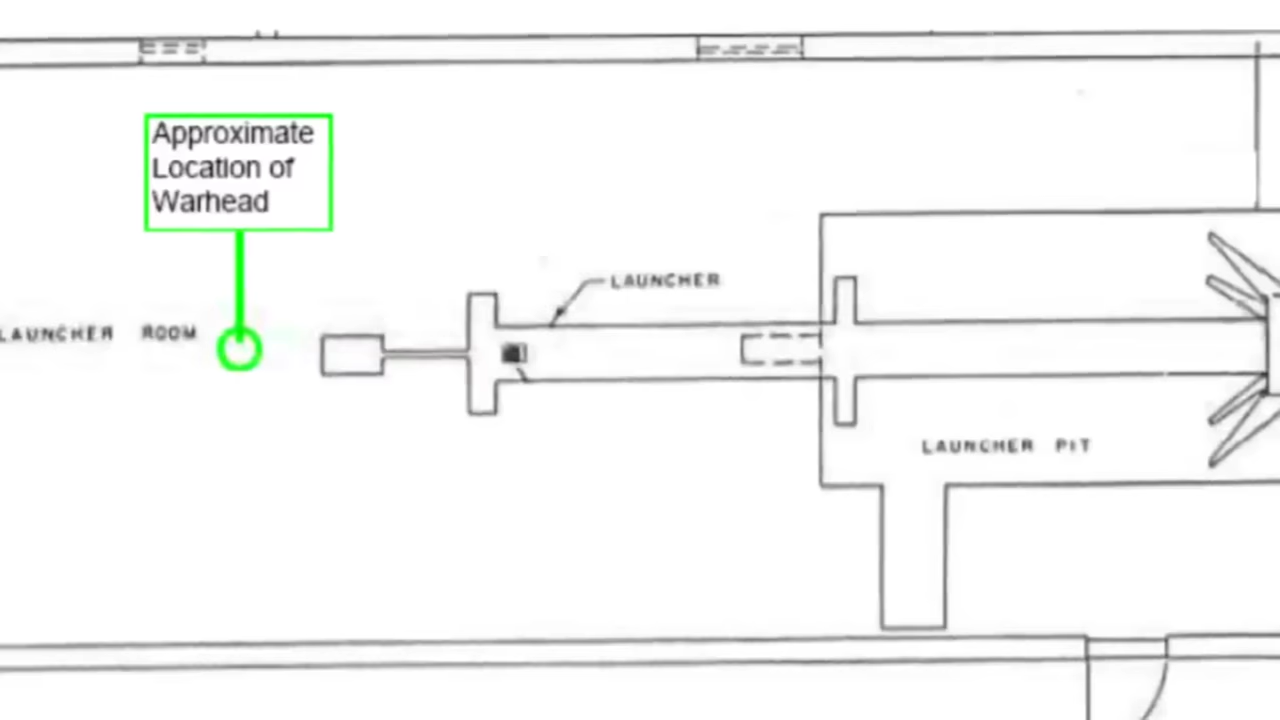 Approximate
Location of
Warhead
LAUNCHER
LAUNCHER ROOM
LAUNCHER PIT